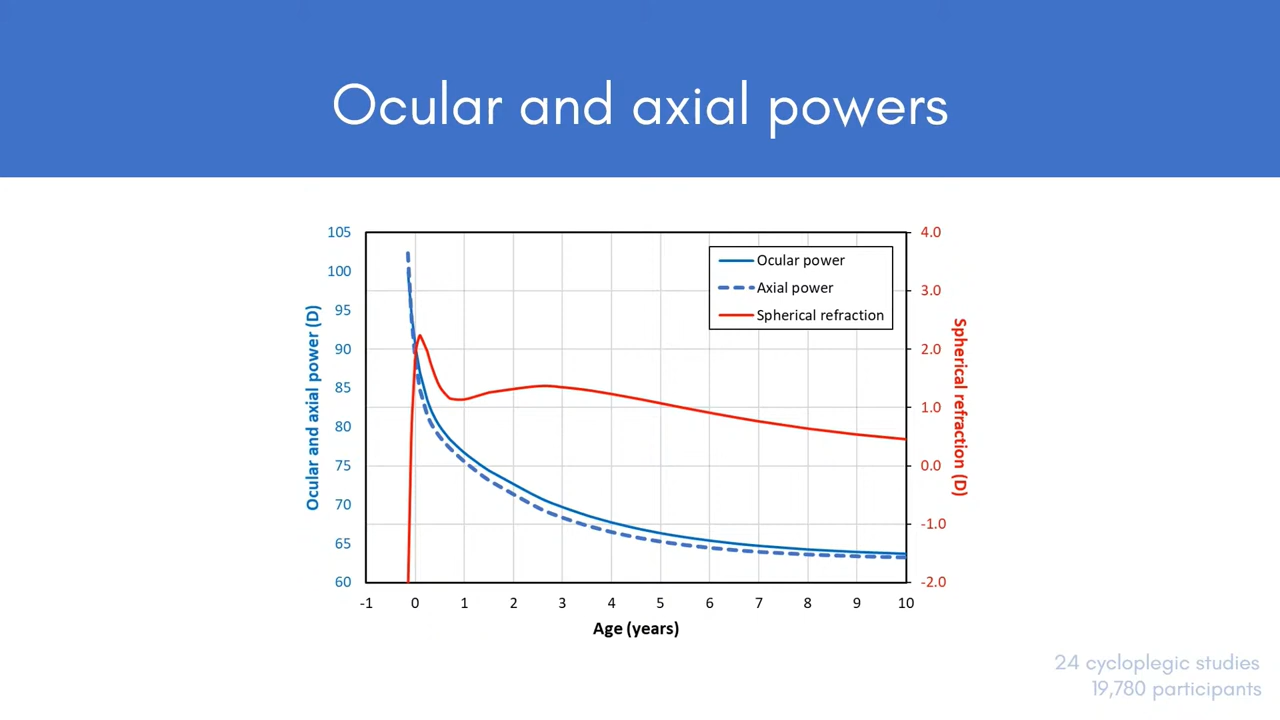 Ocular and axial powers
105
100
95
90
85
80
75
70
65
60
Ocular and axial power (D)
4.0
3.0
2.0
1.0
0.0
-1.0
-2.0
Spherical refraction (D)
Ocular power
Axial power
Spherical refraction
-1 0 1 2 3 4 5 6 7 8 9 10
Age (years)
24 cycloplegic studies
19,780 participants